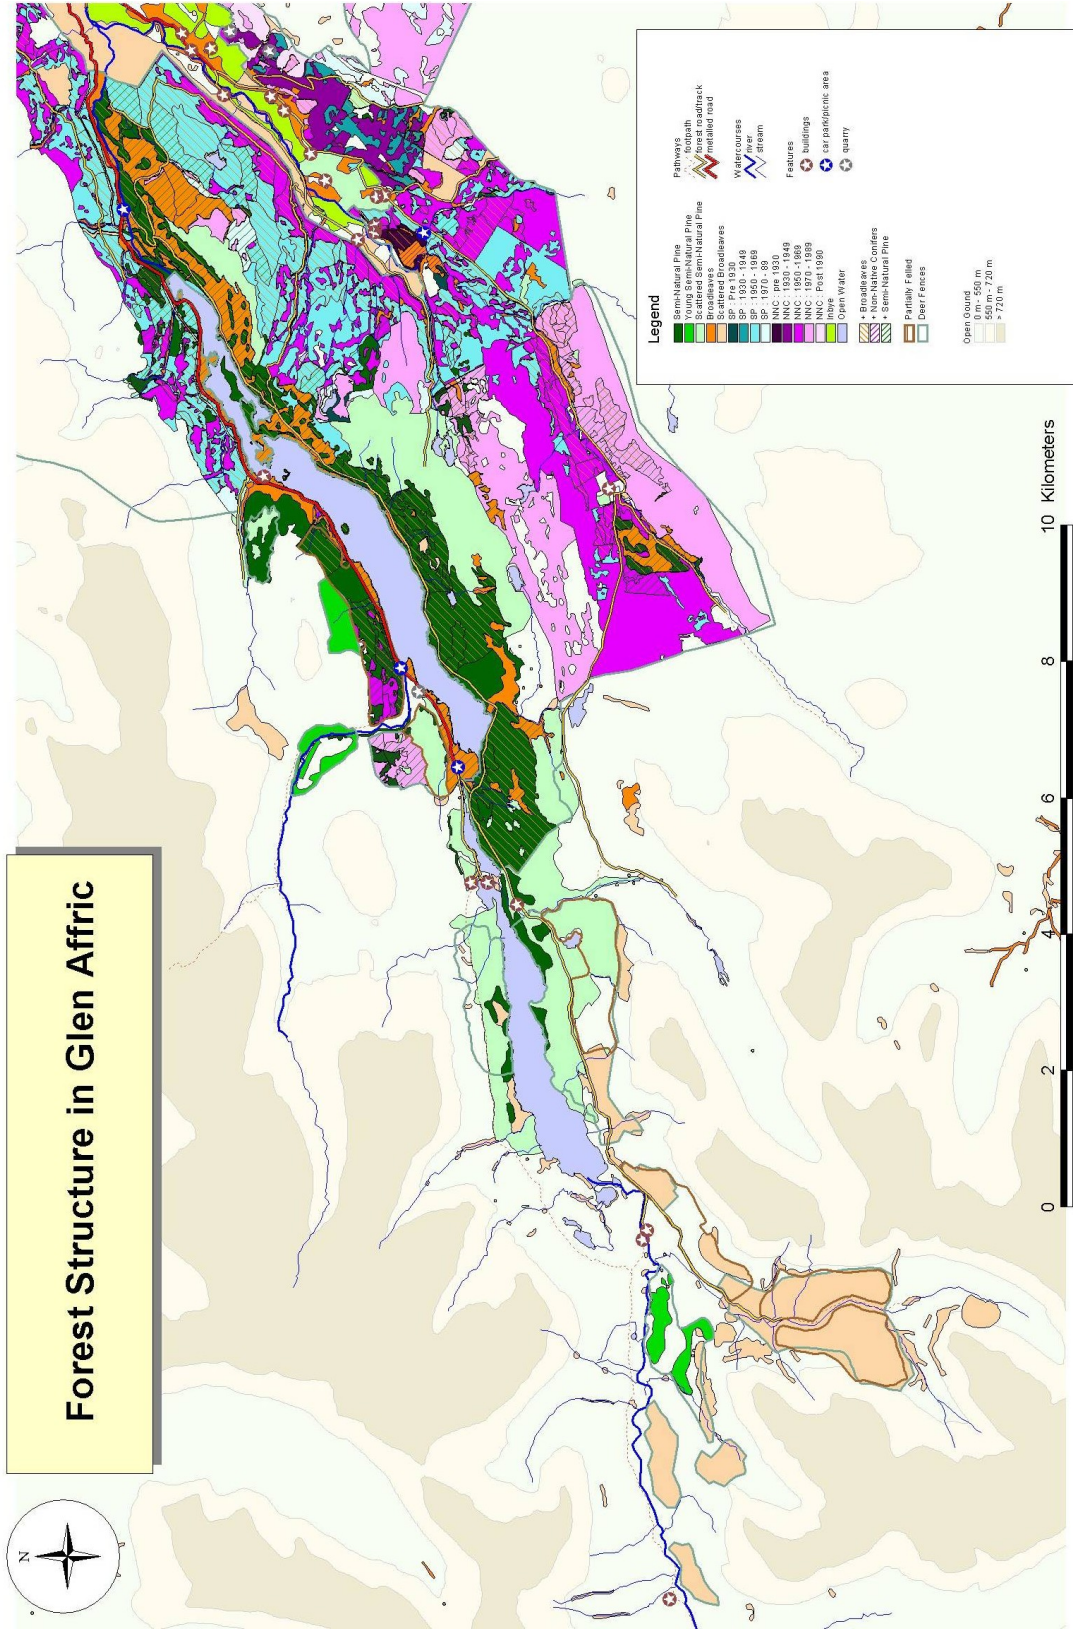 Forest Structure in Glen Affric
N
Legend
Semi-Natural Pine
Young Semi-Natural Pine
Scattered Semi-Natural Pine
Broadleaves
Scattered Broadleaves
SP : Pre 1930
SP : 1930 - 1949
SP : 1950 - 1969
SP : 1970 - 89
NNC : pre 1930
NNC : 1930 - 1949
NNC : 1950 - 1969
NNC : 1970 - 1989
NNC : Post 1990
Inbye
Open Water
+ Broadleaves
+ Non-Native Conifers
+ Semi-Natural Pine
Partially Felled
Deer Fences
Open Gound
0 m - 550 m
550 m - 720 m
> 720 m
Pathways
footpath
forest road/track
metalled road
Watercourses
river
stream
Features
buildings
car park/picnic area
quarry
0 2 4 6 8 10 Kilometers